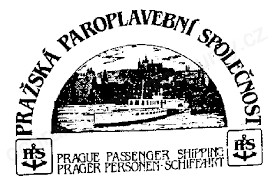 PRAŽSKÁ PAROPLAVEBNÍ SPOLEČNOST
PPS
PPS
PRAGUE PASSENGER SHIPPING
PRAGER PERSONEN-SCHIFFAHRT